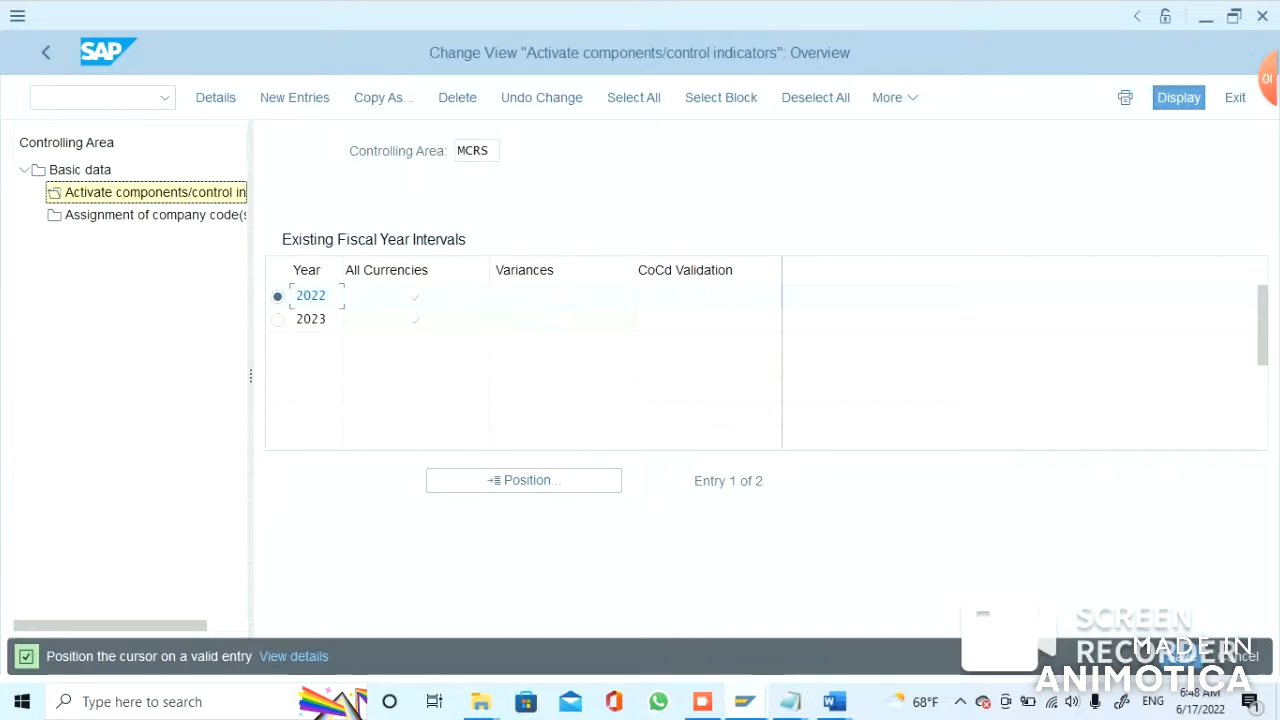 SAP
Change View "Activate components/control indicators": Overview
Details New Entries Copy As... Delete Undo Change Select All Select Block Deselect All More Display Exit
Controlling Area
Basic data
Activate components/control in
Assignment of company code(s
Controlling Area: MCRS
Existing Fiscal Year Intervals
Year All Currencies Variances CoCd Validation
2022
2023
Position...
Entry 1 of 2
Position the cursor on a valid entry View details
Cancel
SCREEN
RECORDER
MADE IN
ANIMOTICA
Type here to search
68°F
ENG
6:48 AM
6/17/2022